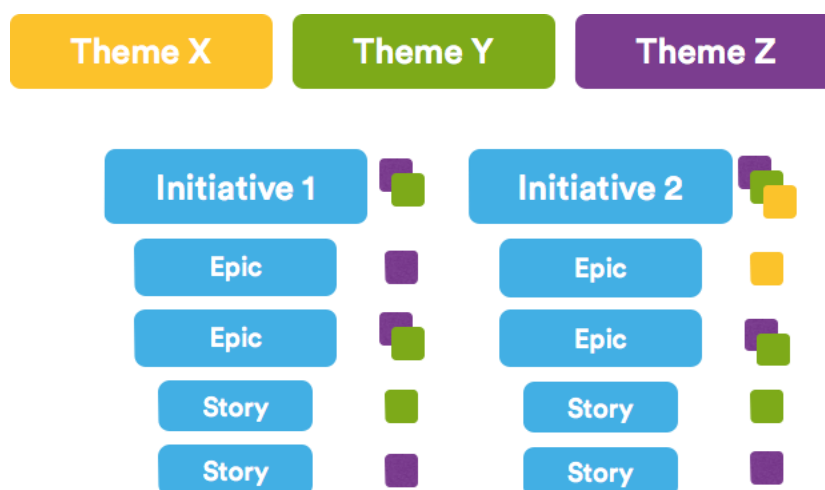 Theme X
Theme Y
Theme Z
Initiative 1
Initiative 2
Epic
Epic
Epic
Epic
Story
Story
Story
Story